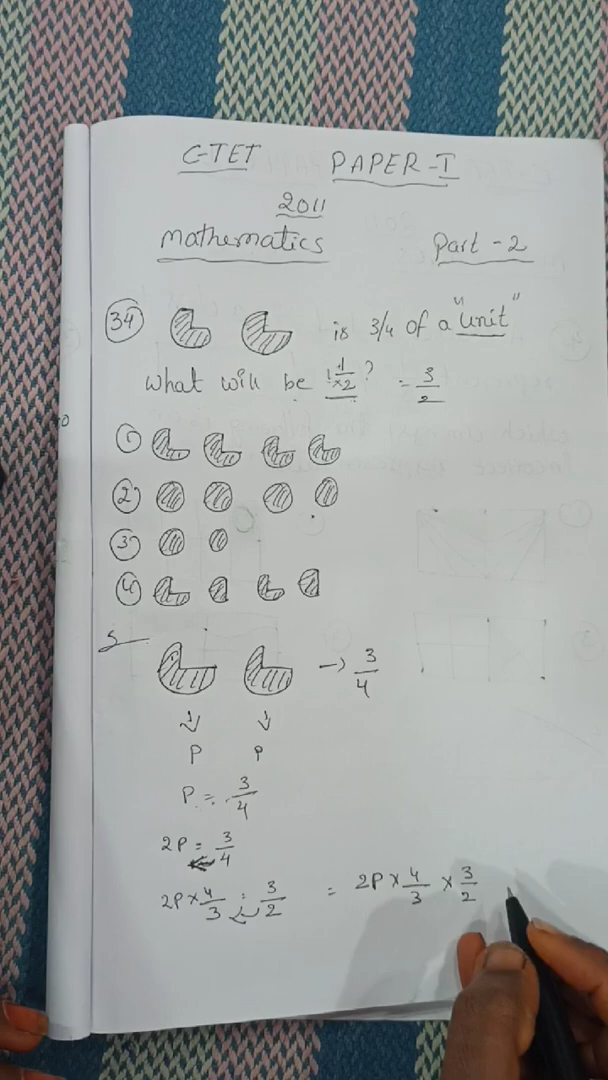 C-TET PAPER-I
2011
Mathematics Part - 2
34 is 3/4 of a "unit"
what will be 1 1/2 ? = 3/2
1
2
3
4
S
→ 3/4
P P
P = 3/4
2P = 3/4
2P × 4/3 = 3/2 = 2P × 4/3 × 3/2